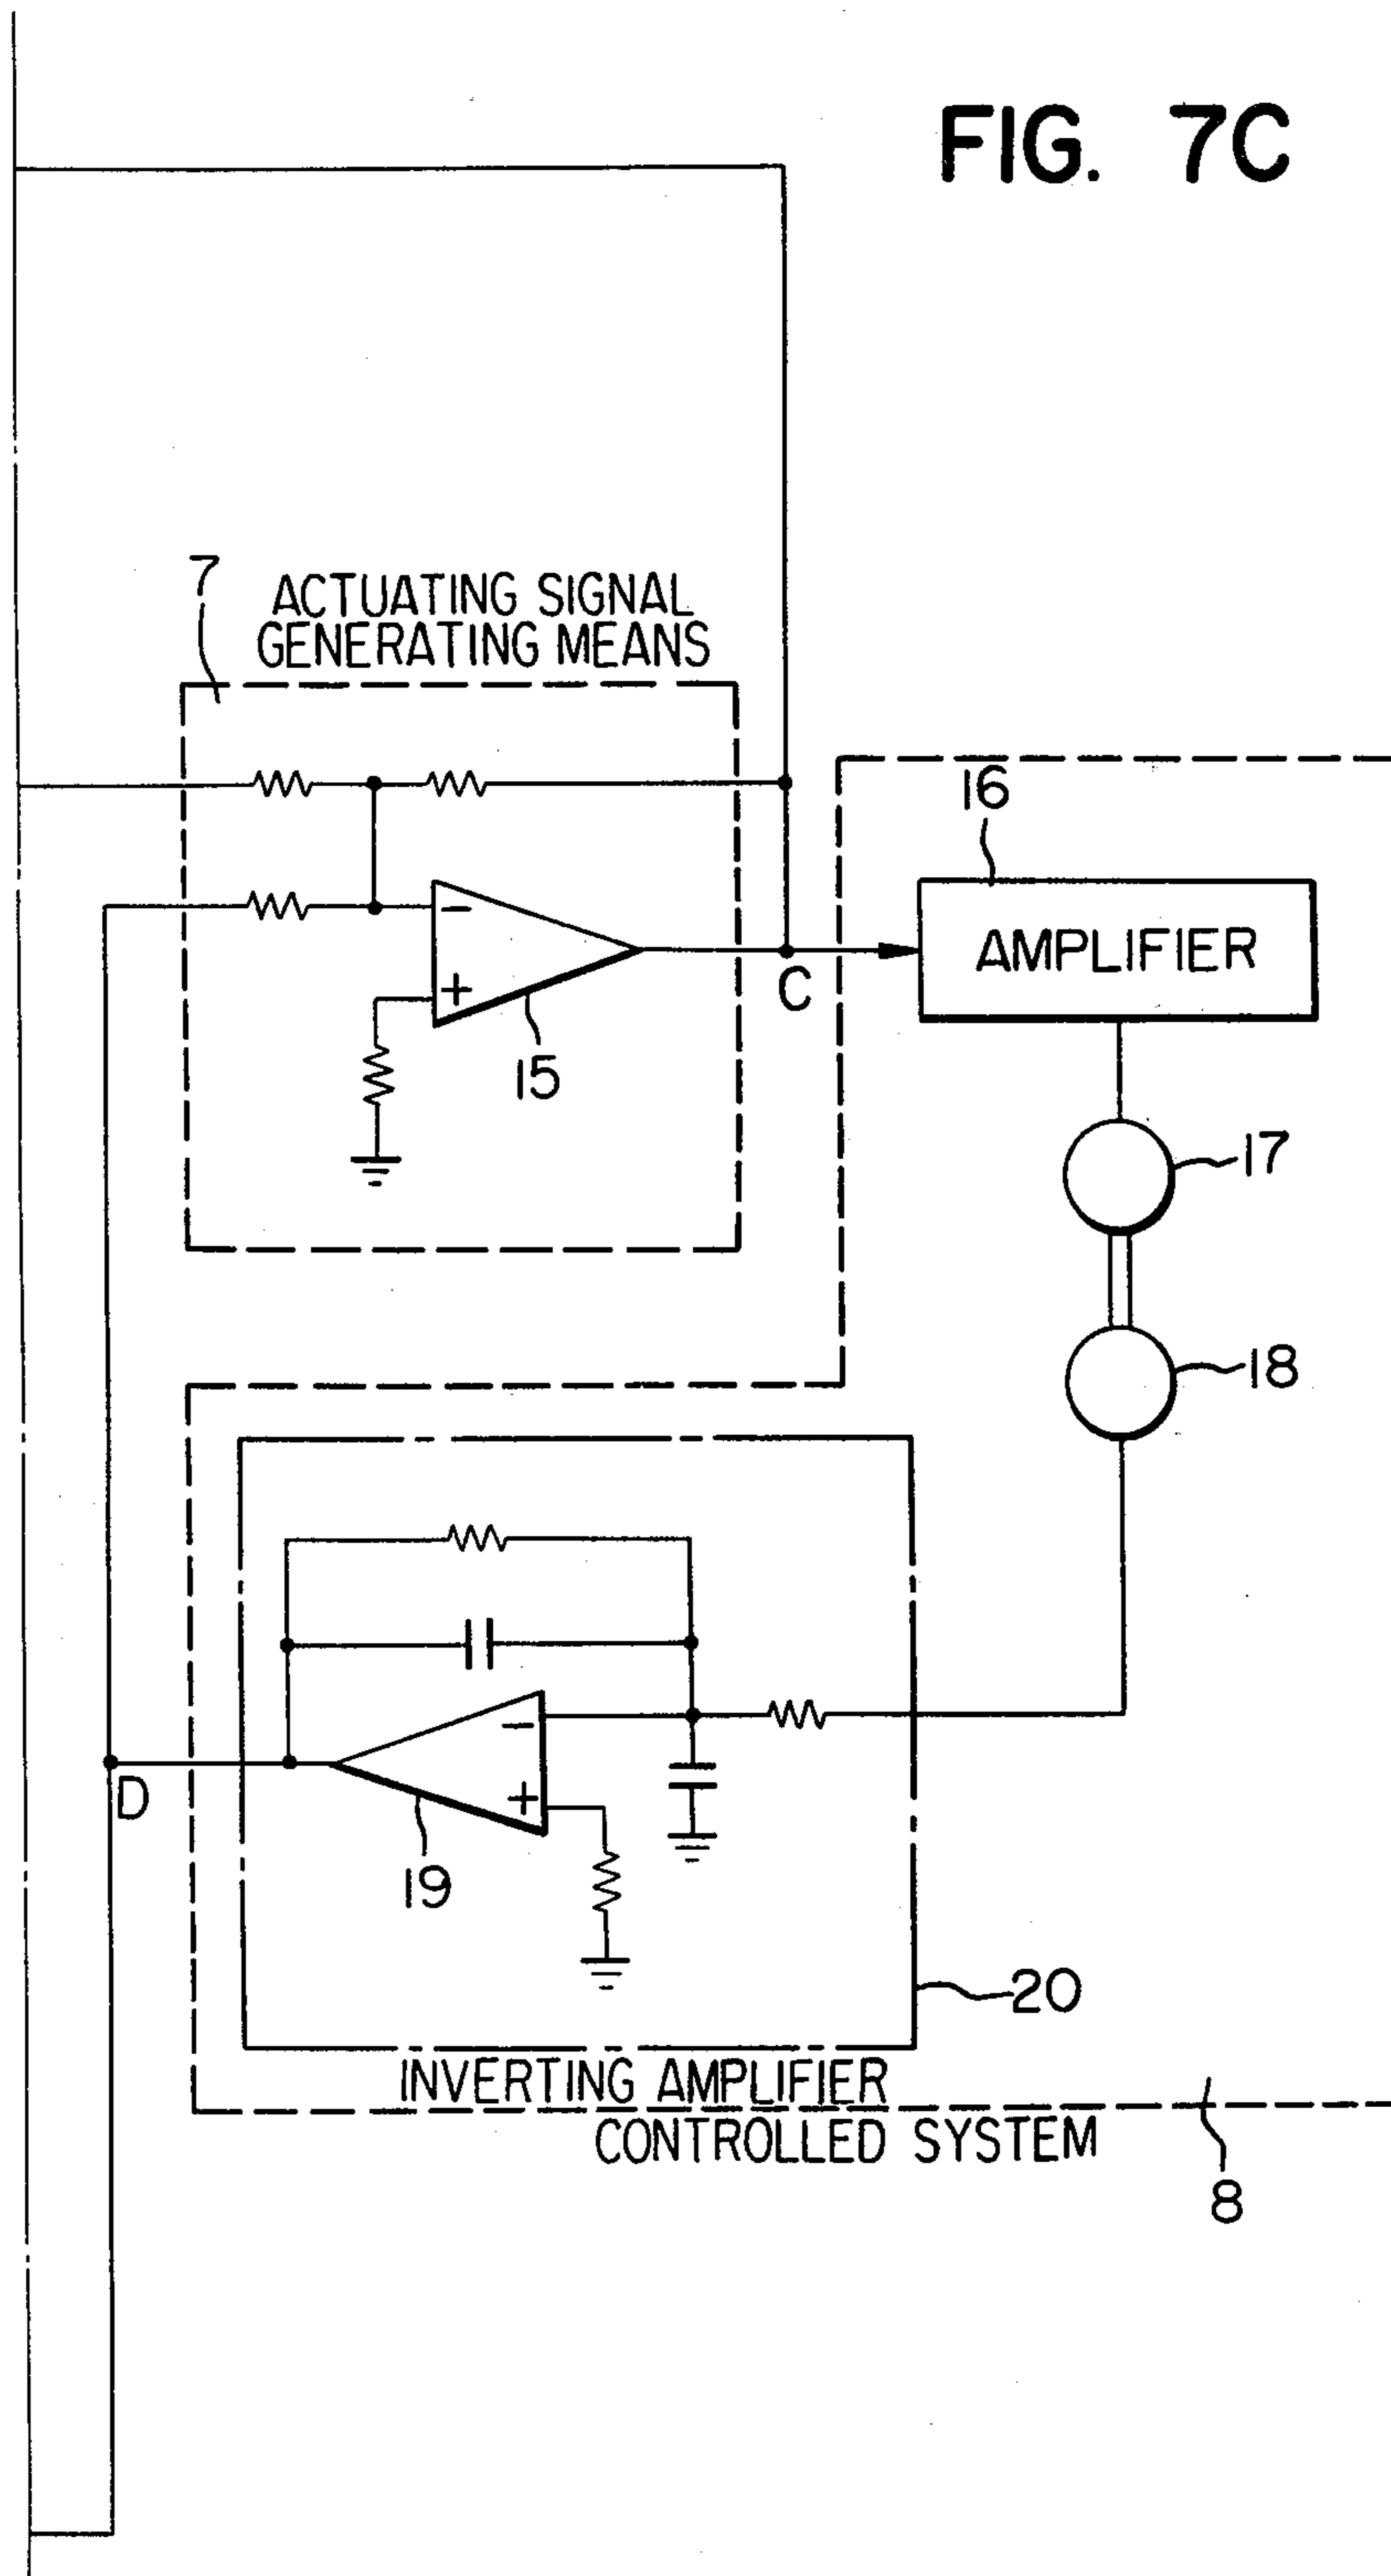 FIG. 7C
7
ACTUATING SIGNAL
GENERATING MEANS
16
AMPLIFIER
−
+
C
15
17
18
−
+
D
19
20
INVERTING AMPLIFIER
CONTROLLED SYSTEM
8